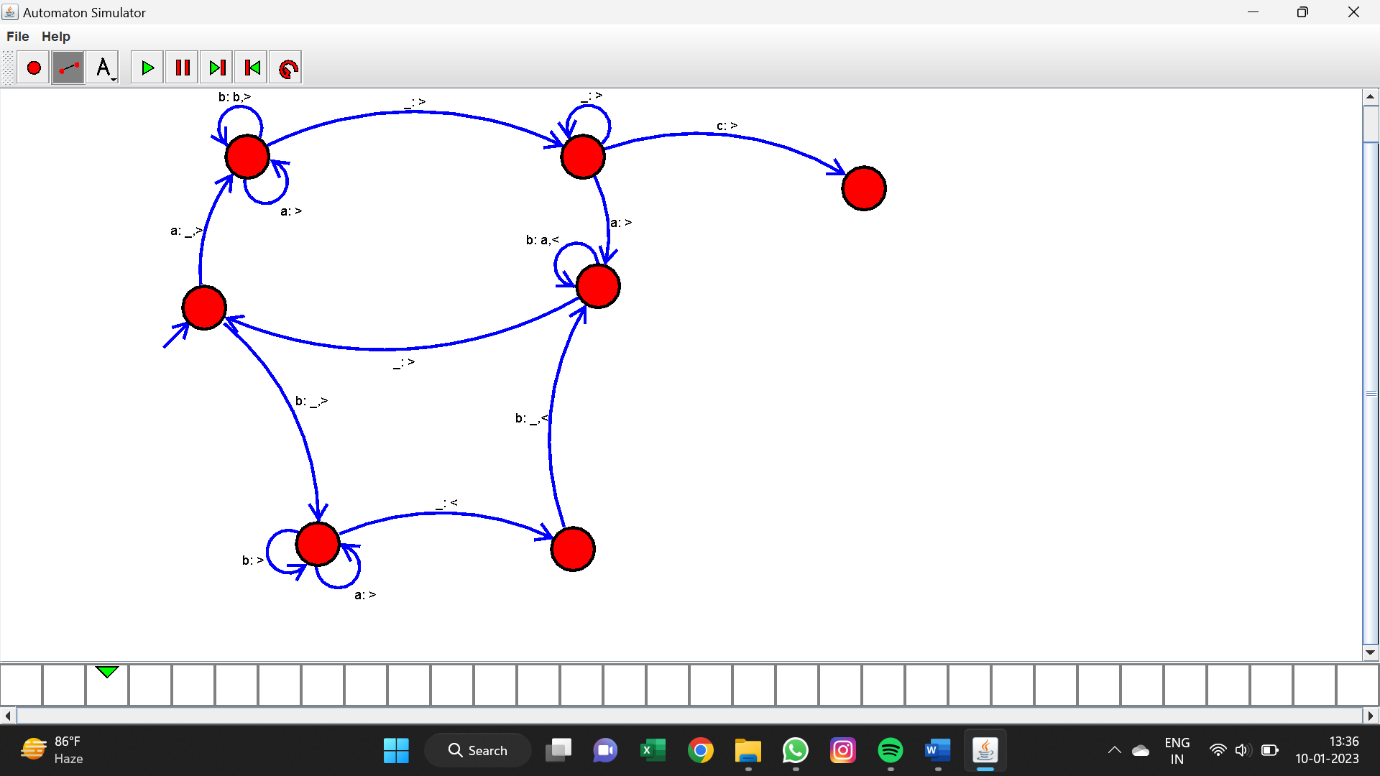 Automaton Simulator
File Help
A
b: b,>
_: >
_: >
c: >
a: >
a: _,>
a: >
b: a,<
_: >
b: _,>
b: _,<
_: <
b: >
a: >
86°F
Haze
Search
ENG
IN
13:36
10-01-2023